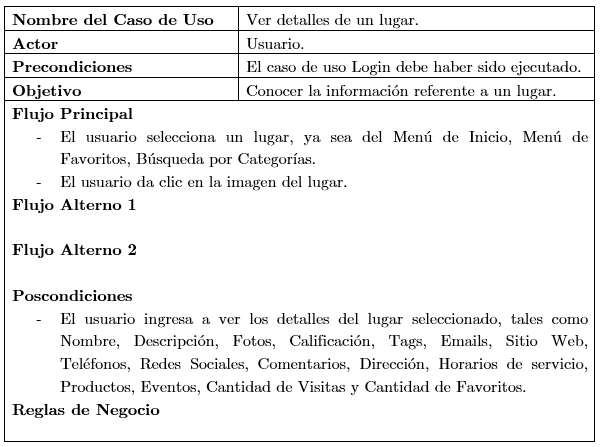 Nombre del Caso de Uso Ver detalles de un lugar.
Actor Usuario.
Precondiciones El caso de uso Login debe haber sido ejecutado.
Objetivo Conocer la información referente a un lugar.
Flujo Principal
- El usuario selecciona un lugar, ya sea del Menú de Inicio, Menú de
Favoritos, Búsqueda por Categorías.
- El usuario da clic en la imagen del lugar.
Flujo Alterno 1
Flujo Alterno 2
Poscondiciones
- El usuario ingresa a ver los detalles del lugar seleccionado, tales como
Nombre, Descripción, Fotos, Calificación, Tags, Emails, Sitio Web,
Teléfonos, Redes Sociales, Comentarios, Dirección, Horarios de servicio,
Productos, Eventos, Cantidad de Visitas y Cantidad de Favoritos.
Reglas de Negocio